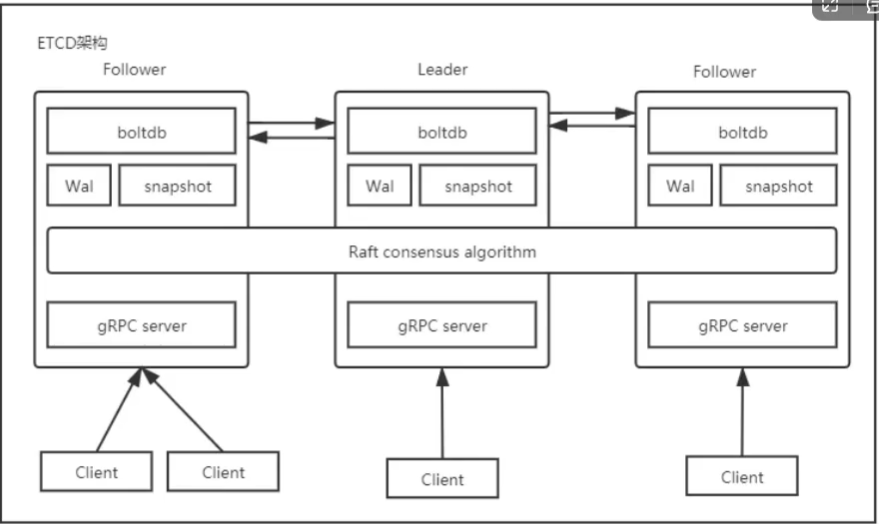 ETCD架构
Follower
Leader
Follower
boltdb
boltdb
boltdb
Wal
snapshot
Wal
snapshot
Wal
snapshot
Raft consensus algorithm
gRPC server
gRPC server
gRPC server
Client
Client
Client
Client